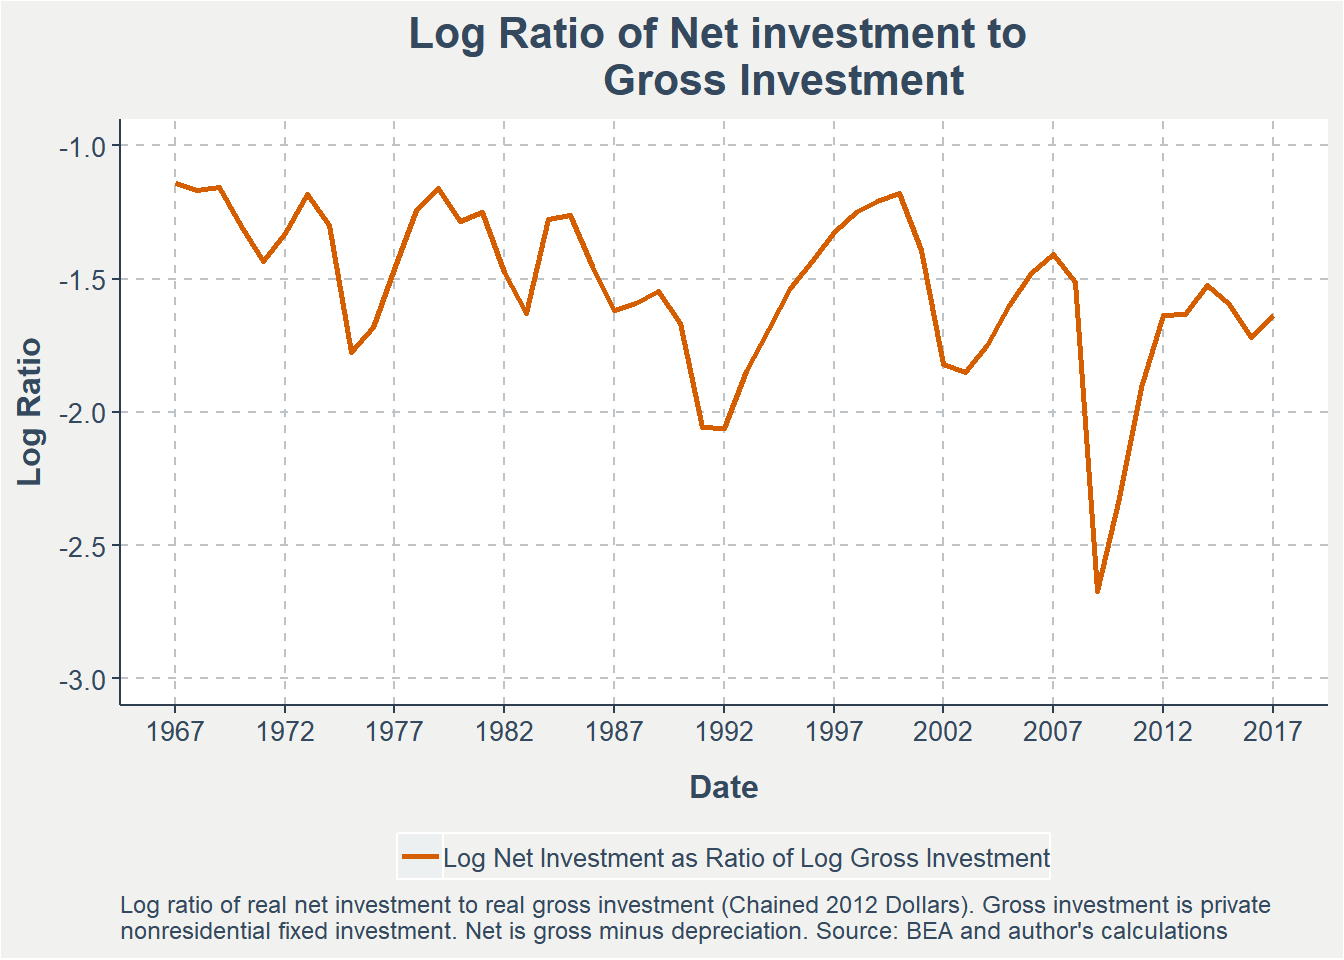 Log Ratio of Net investment to
Gross Investment
-1.0
-1.5
-2.0
-2.5
-3.0
Log Ratio
1967 1972 1977 1982 1987 1992 1997 2002 2007 2012 2017
Date
Log Net Investment as Ratio of Log Gross Investment
Log ratio of real net investment to real gross investment (Chained 2012 Dollars). Gross investment is private
nonresidential fixed investment. Net is gross minus depreciation. Source: BEA and author's calculations